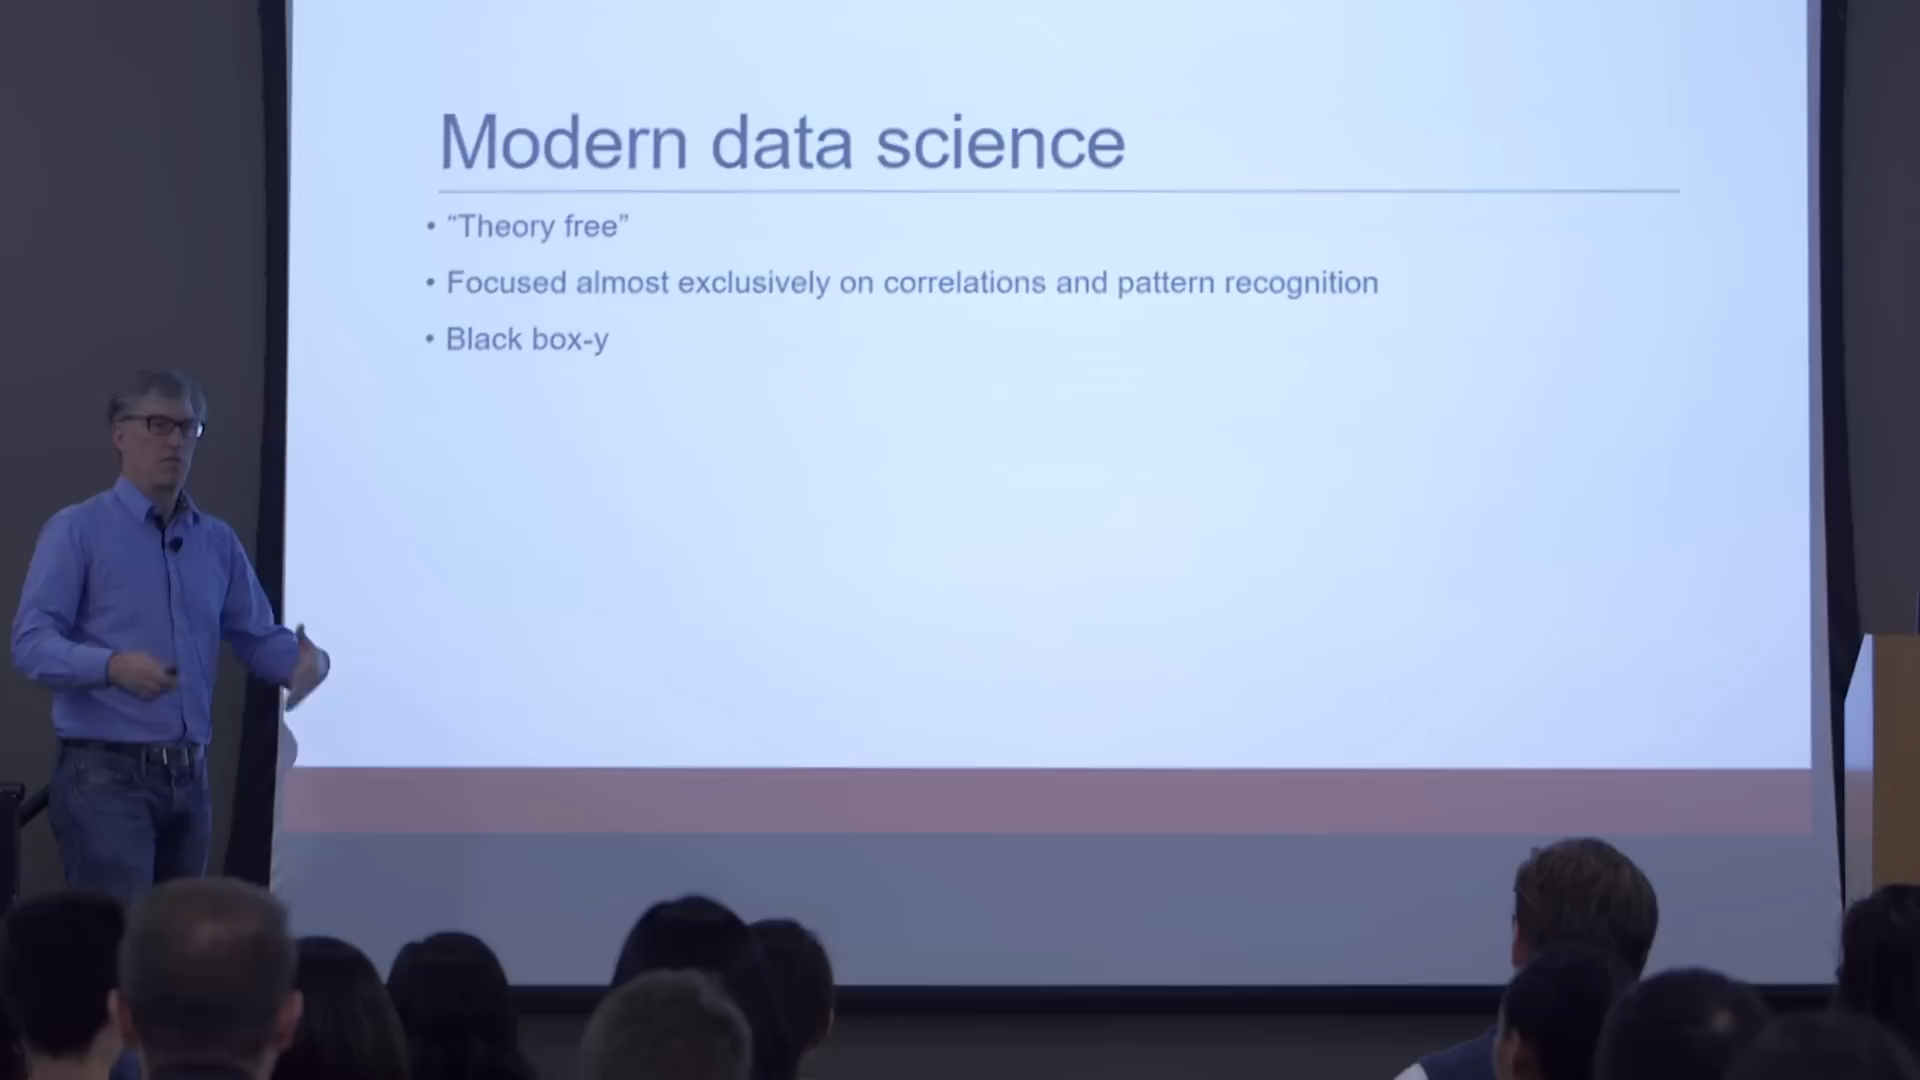 Modern data science
• “Theory free”
• Focused almost exclusively on correlations and pattern recognition
• Black box-y